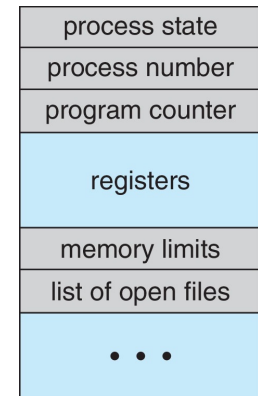 process state
process number
program counter
registers
memory limits
list of open files
• • •